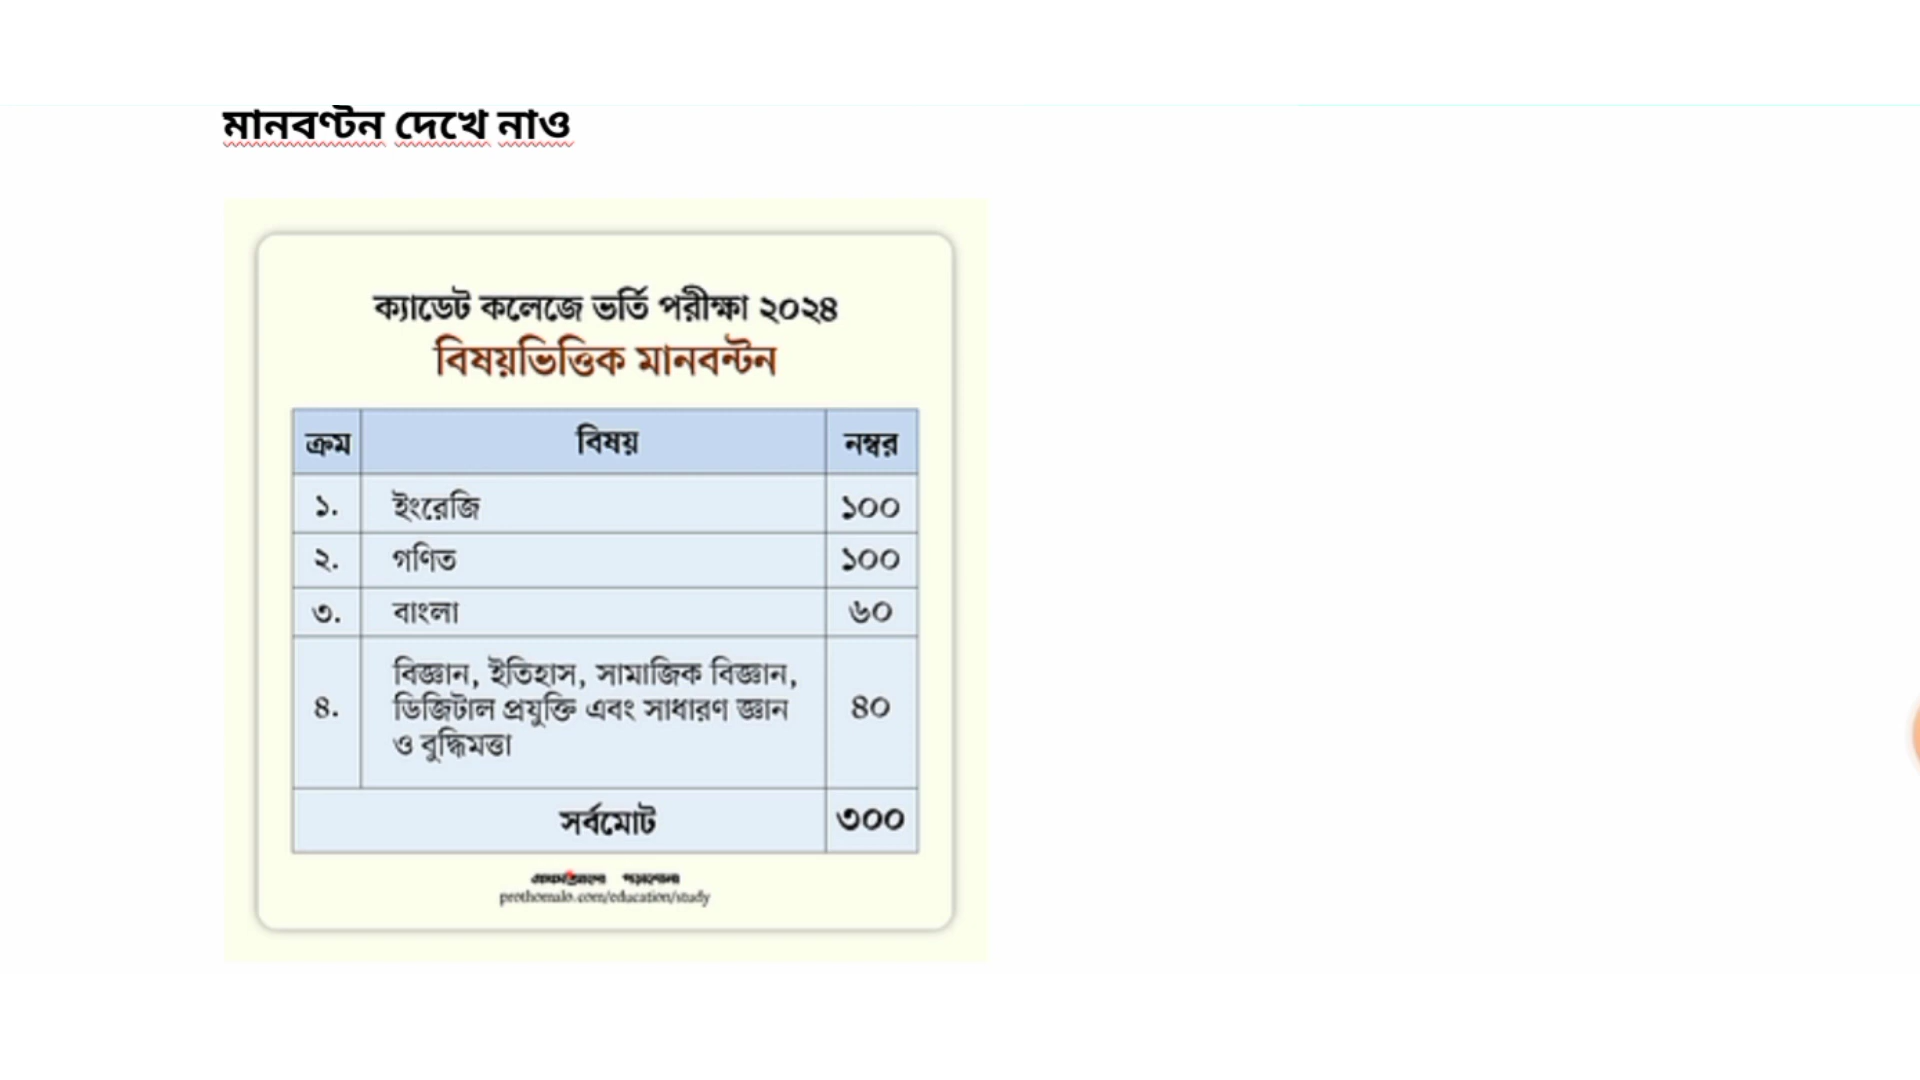 মানবণ্টন দেখে নাও
ক্যাডেট কলেজে ভর্তি পরীক্ষা ২০২৪
বিষয়ভিত্তিক মানবন্টন
ক্রম বিষয় নম্বর
১. ইংরেজি ১০০
২. গণিত ১০০
৩. বাংলা ৬০
৪. বিজ্ঞান, ইতিহাস, সামাজিক বিজ্ঞান,
ডিজিটাল প্রযুক্তি এবং সাধারণ জ্ঞান ৪০
ও বুদ্ধিমত্তা
সর্বমোট ৩০০
prothomalo.com/education/study